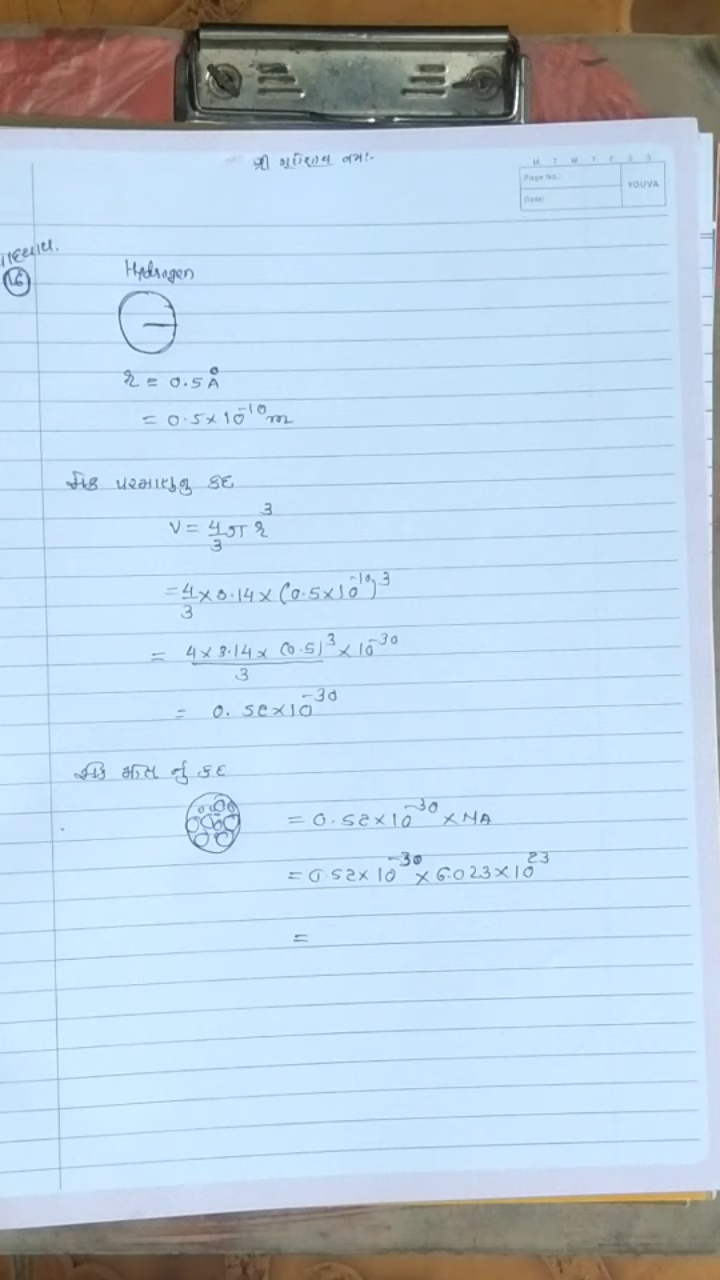 શ્રી ગણેશાય નમઃ
M T W T F S S
Page No.:
YOUVA
Date:
16
Hydrogen
r = 0.5 Å
= 0.5 × 10⁻¹⁰ m
એક પરમાણુનુ કદ
V = 4/3 π r³
= 4/3 × 3.14 × (0.5 × 10⁻¹⁰)³
= 4 × 3.14 × (0.5)³ × 10⁻³⁰ / 3
= 0.52 × 10⁻³⁰
એક મોલ નું કદ
= 0.52 × 10⁻³⁰ × NA
= 0.52 × 10⁻³⁰ × 6.023 × 10²³
=